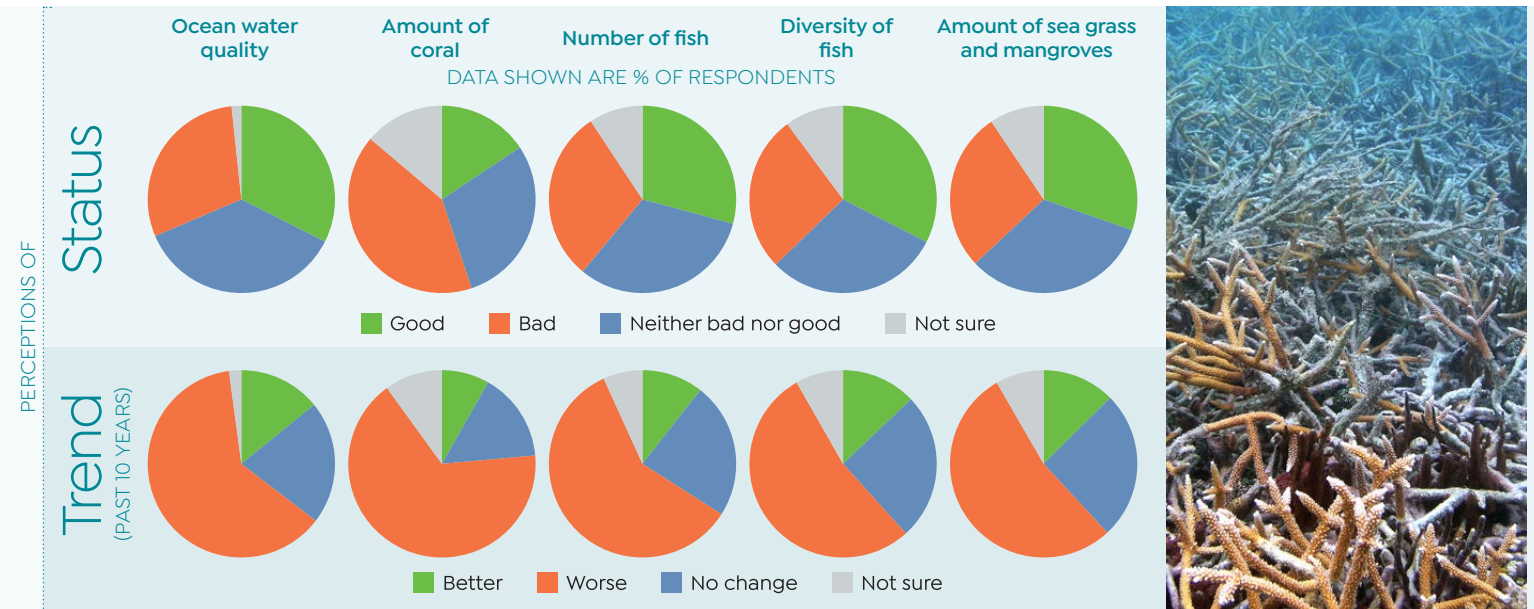 Ocean water
quality
Amount of
coral
Number of fish
Diversity of
fish
Amount of sea grass
and mangroves
DATA SHOWN ARE % OF RESPONDENTS
PERCEPTIONS OF
Status
Good
Bad
Neither bad nor good
Not sure
Trend
(PAST 10 YEARS)
Better
Worse
No change
Not sure